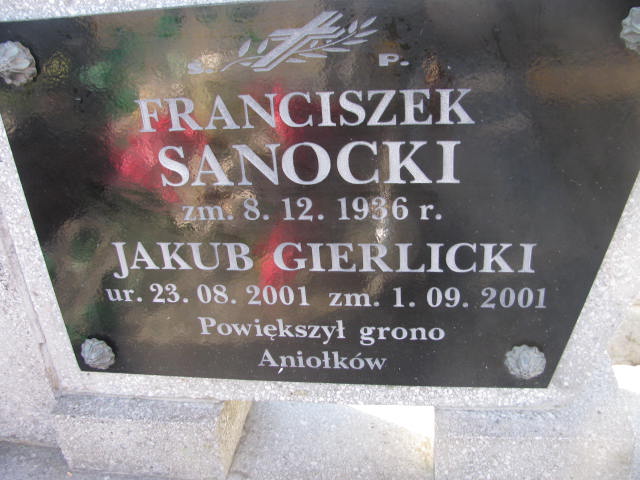 Ś. P.
FRANCISZEK
SANOCKI
zm. 8. 12. 1936 r.
JAKUB GIERLICKI
ur. 23. 08. 2001 zm. 1. 09. 2001
Powiększył grono
Aniołków